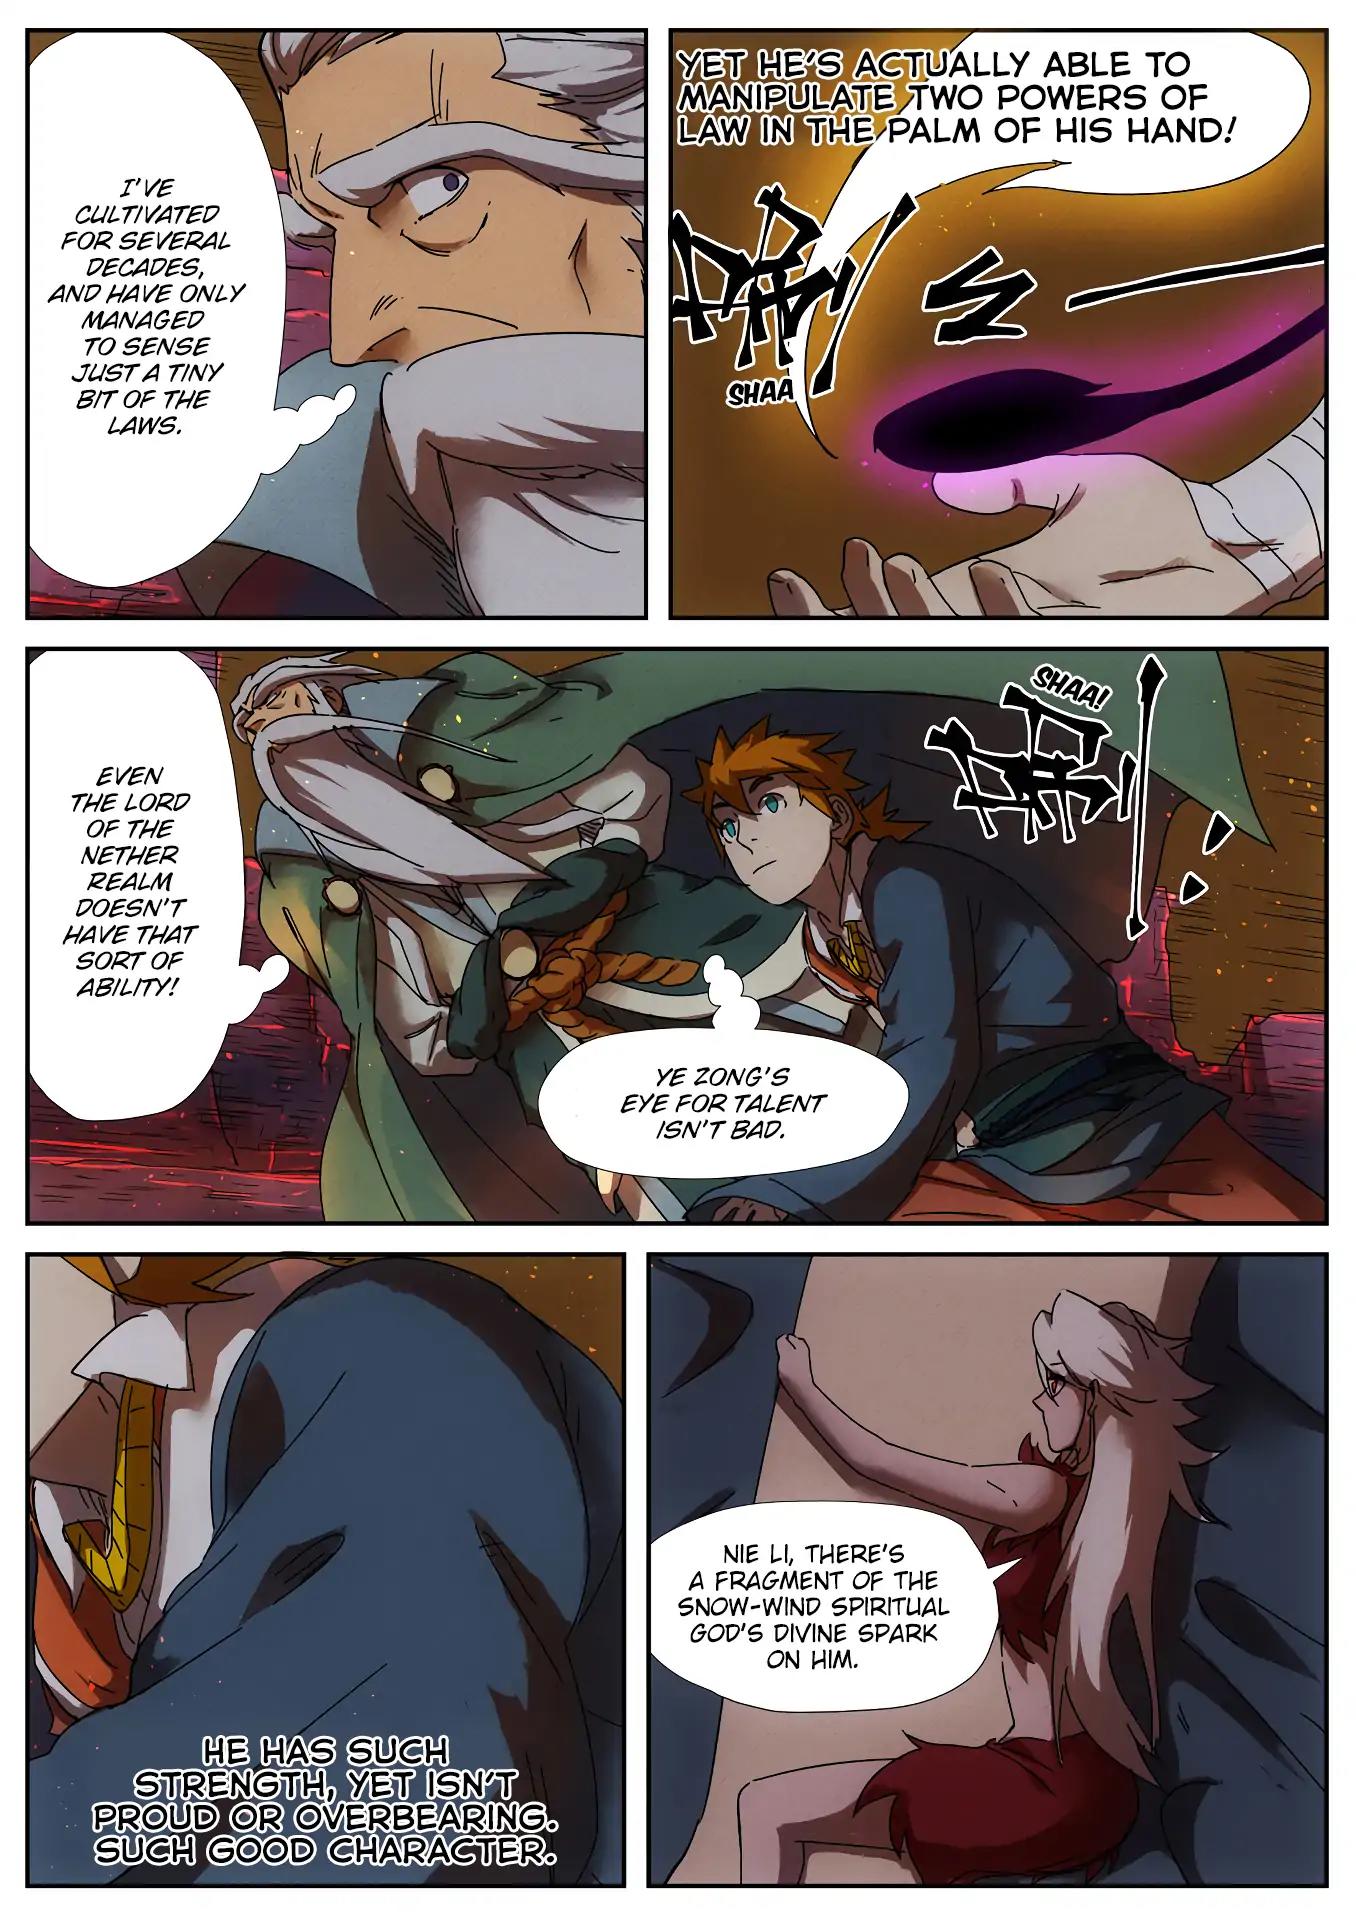 I'VE
CULTIVATED
FOR SEVERAL
DECADES,
AND HAVE ONLY
MANAGED
TO SENSE
JUST A TINY
BIT OF THE
LAWS.
YET HE'S ACTUALLY ABLE TO
MANIPULATE TWO POWERS OF
LAW IN THE PALM OF HIS HAND!
SHAA
EVEN
THE LORD
OF THE
NETHER
REALM
DOESN'T
HAVE THAT
SORT OF
ABILITY!
SHAA!
YE ZONG'S
EYE FOR TALENT
ISN'T BAD.
HE HAS SUCH
STRENGTH, YET ISN'T
PROUD OR OVERBEARING.
SUCH GOOD CHARACTER.
NIE LI, THERE'S
A FRAGMENT OF THE
SNOW-WIND SPIRITUAL
GOD'S DIVINE SPARK
ON HIM.